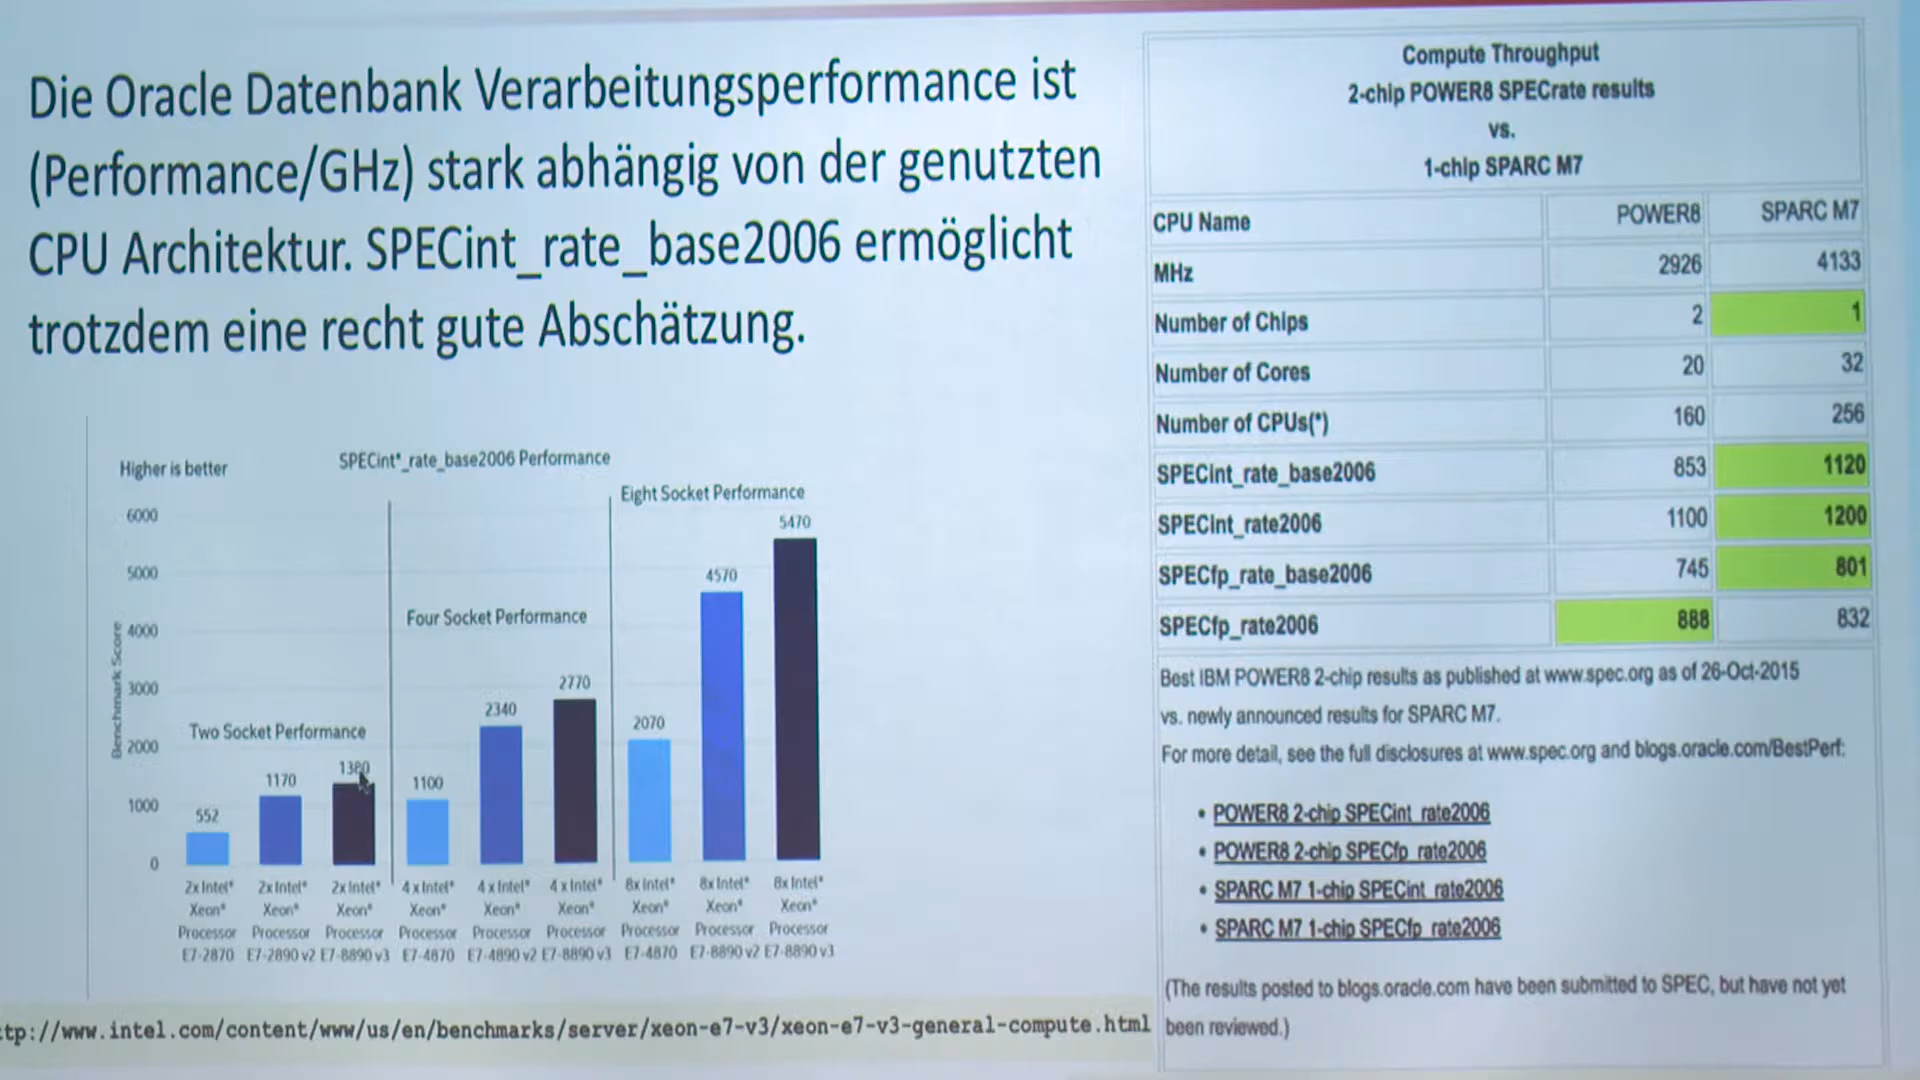 Die Oracle Datenbank Verarbeitungsperformance ist
(Performance/GHz) stark abhängig von der genutzten
CPU Architektur. SPECint_rate_base2006 ermöglicht
trotzdem eine recht gute Abschätzung.
Higher is better
SPECint*_rate_base2006 Performance
Benchmark Score
6000
5000
4000
3000
2000
1000
0
Two Socket Performance
Four Socket Performance
Eight Socket Performance
552
1170
1380
1100
2340
2770
2070
4570
5470
2x Intel* Xeon* Processor E7-2870
2x Intel* Xeon* Processor E7-2890 v2
2x Intel* Xeon* Processor E7-8890 v3
4 x Intel* Xeon* Processor E7-4870
4 x Intel* Xeon* Processor E7-4890 v2
4 x Intel* Xeon* Processor E7-8890 v3
8x Intel* Xeon* Processor E7-4870
8x Intel* Xeon* Processor E7-8890 v2
8x Intel* Xeon* Processor E7-8890 v3
tp://www.intel.com/content/www/us/en/benchmarks/server/xeon-e7-v3/xeon-e7-v3-general-compute.html
Compute Throughput
2-chip POWER8 SPECrate results
vs.
1-chip SPARC M7
CPU Name POWER8 SPARC M7
MHz 2926 4133
Number of Chips 2 1
Number of Cores 20 32
Number of CPUs(*) 160 256
SPECint_rate_base2006 853 1120
SPECint_rate2006 1100 1200
SPECfp_rate_base2006 745 801
SPECfp_rate2006 888 832
Best IBM POWER8 2-chip results as published at www.spec.org as of 26-Oct-2015
vs. newly announced results for SPARC M7.
For more detail, see the full disclosures at www.spec.org and blogs.oracle.com/BestPerf:
• POWER8 2-chip SPECint_rate2006
• POWER8 2-chip SPECfp_rate2006
• SPARC M7 1-chip SPECint_rate2006
• SPARC M7 1-chip SPECfp_rate2006
(The results posted to blogs.oracle.com have been submitted to SPEC, but have not yet
been reviewed.)